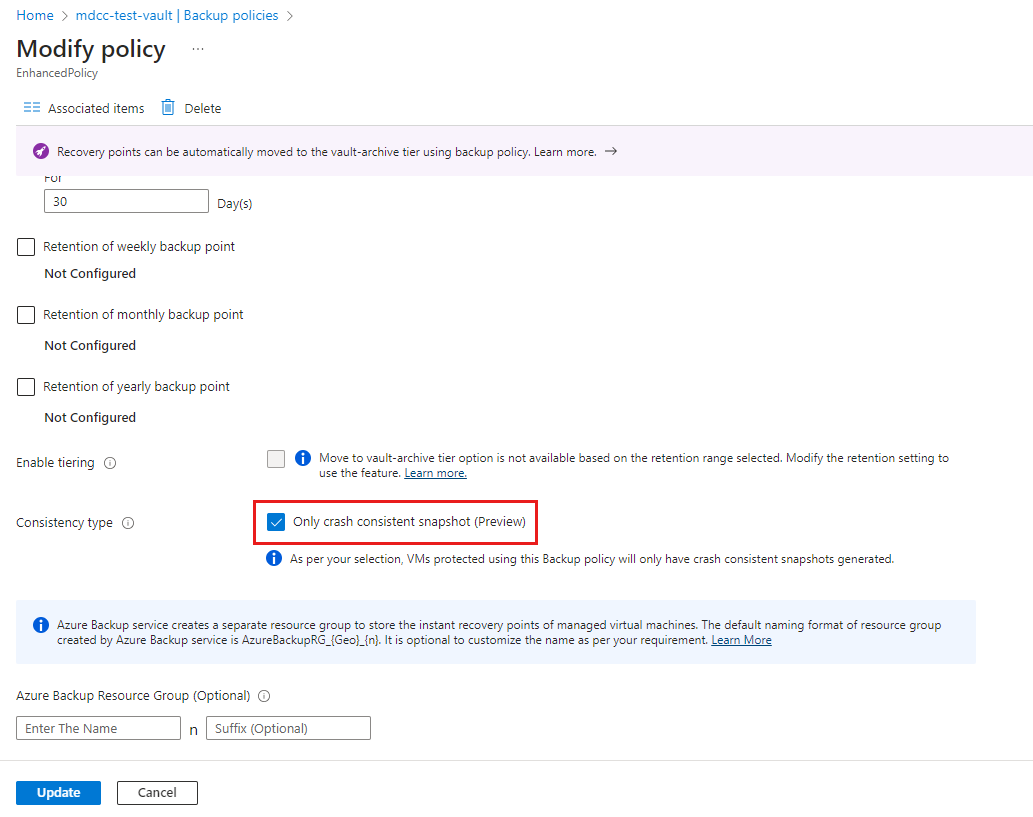 Home > mdcc-test-vault | Backup policies >
Modify policy ...
EnhancedPolicy
Associated items Delete
Recovery points can be automatically moved to the vault-archive tier using backup policy. Learn more. →
For
30 Day(s)
Retention of weekly backup point
Not Configured
Retention of monthly backup point
Not Configured
Retention of yearly backup point
Not Configured
Enable tiering
Move to vault-archive tier option is not available based on the retention range selected. Modify the retention setting to
use the feature. Learn more.
Consistency type
Only crash consistent snapshot (Preview)
As per your selection, VMs protected using this Backup policy will only have crash consistent snapshots generated.
Azure Backup service creates a separate resource group to store the instant recovery points of managed virtual machines. The default naming format of resource group
created by Azure Backup service is AzureBackupRG_{Geo}_{n}. It is optional to customize the name as per your requirement. Learn More
Azure Backup Resource Group (Optional)
Enter The Name n Suffix (Optional)
Update Cancel